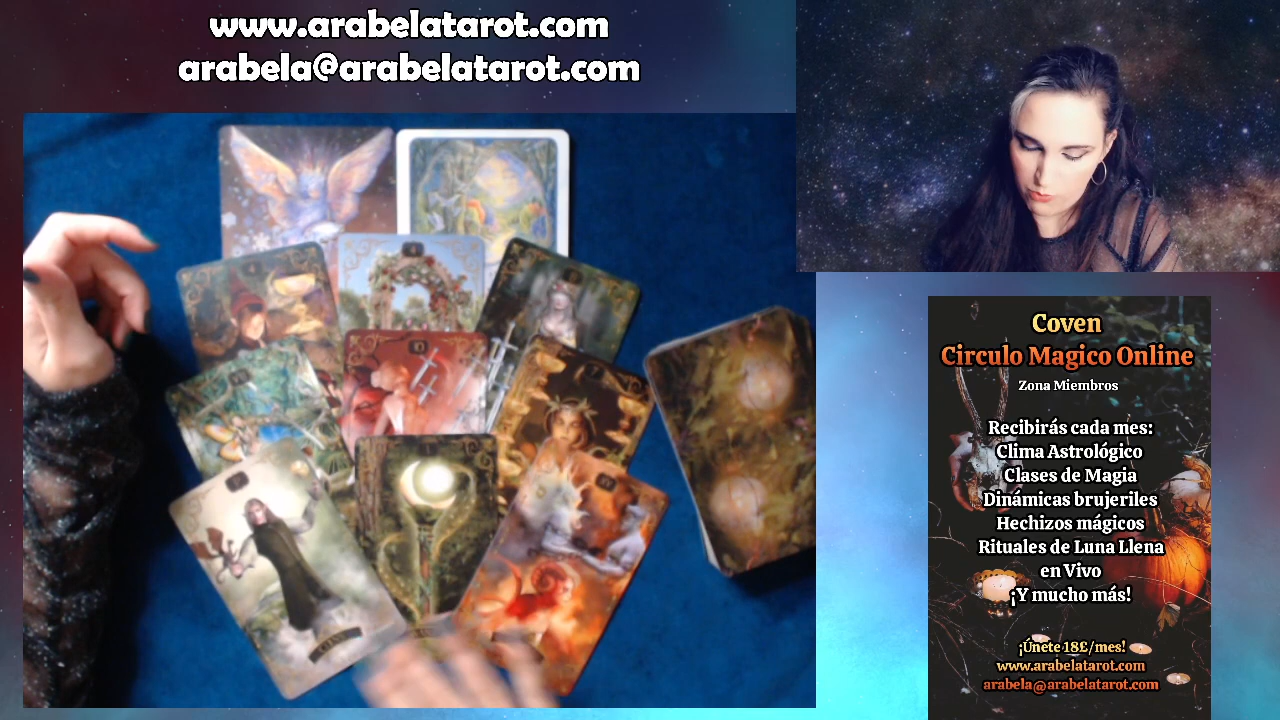 www.arabelatarot.com
arabela@arabelatarot.com
Coven
Circulo Magico Online
Zona Miembros
Recibirás cada mes:
Clima Astrológico
Clases de Magia
Dinámicas brujeriles
Hechizos mágicos
Rituales de Luna Llena
en Vivo
¡Y mucho más!
¡Únete 18£/mes!
www.arabelatarot.com
arabela@arabelatarot.com